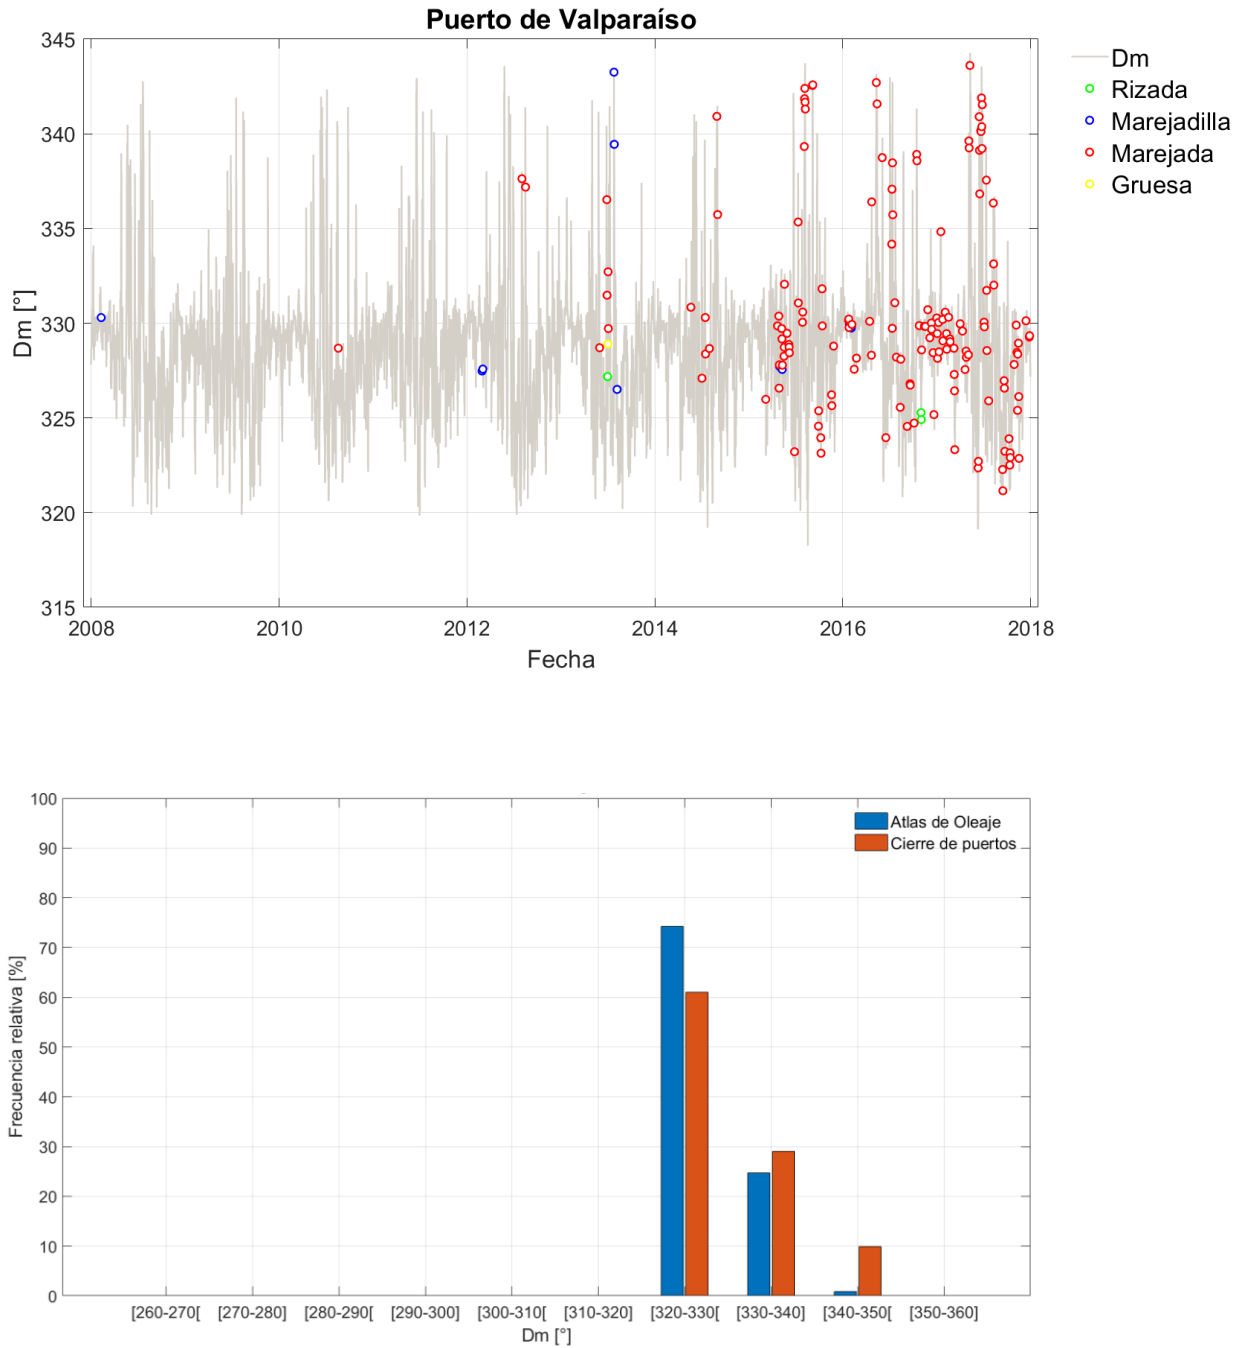 Puerto de Valparaíso
345
340
335
330
325
320
315
Dm [°]
2008 2010 2012 2014 2016 2018
Fecha
Dm
Rizada
Marejadilla
Marejada
Gruesa
100
90
80
70
60
50
40
30
20
10
0
Frecuencia relativa [%]
Atlas de Oleaje
Cierre de puertos
[260-270[ [270-280] [280-290[ [290-300] [300-310[ [310-320] [320-330[ [330-340] [340-350[ [350-360]
Dm [°]